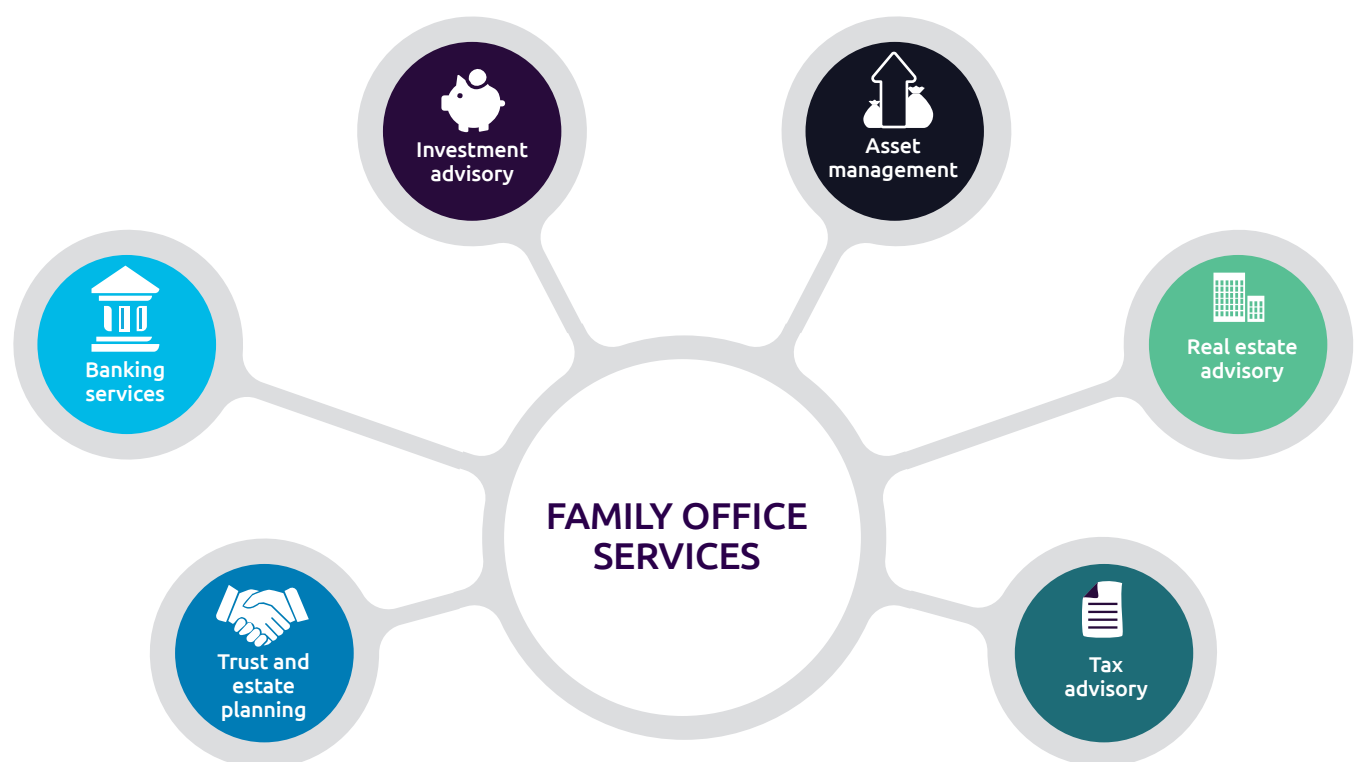 Investment
advisory
Asset
management
Banking
services
Real estate
advisory
FAMILY OFFICE
SERVICES
Trust and
estate
planning
Tax
advisory